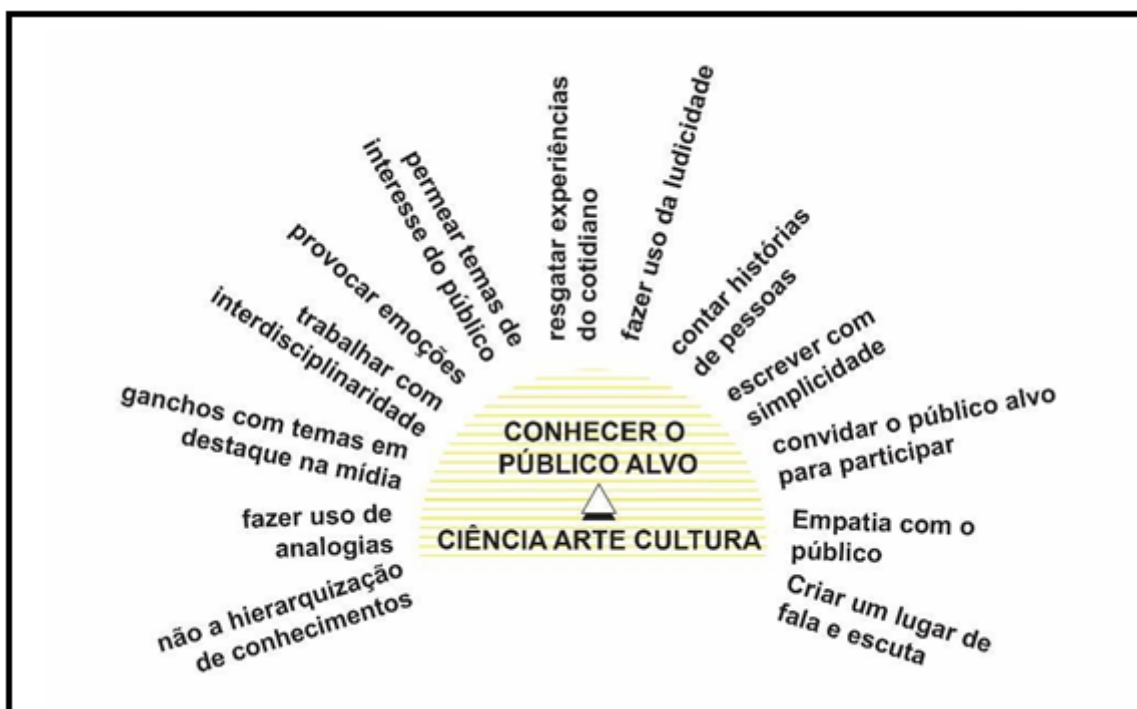 não a hierarquização
de conhecimentos
fazer uso de
analogias
ganchos com temas em
destaque na mídia
trabalhar com
interdisciplinaridade
provocar emoções
permear temas de
interesse do público
resgatar experiências
do cotidiano
fazer uso da ludicidade
contar histórias
de pessoas
escrever com
simplicidade
convidar o público alvo
para participar
Empatia com o
público
Criar um lugar de
fala e escuta
CONHECER O
PÚBLICO ALVO
CIÊNCIA ARTE CULTURA